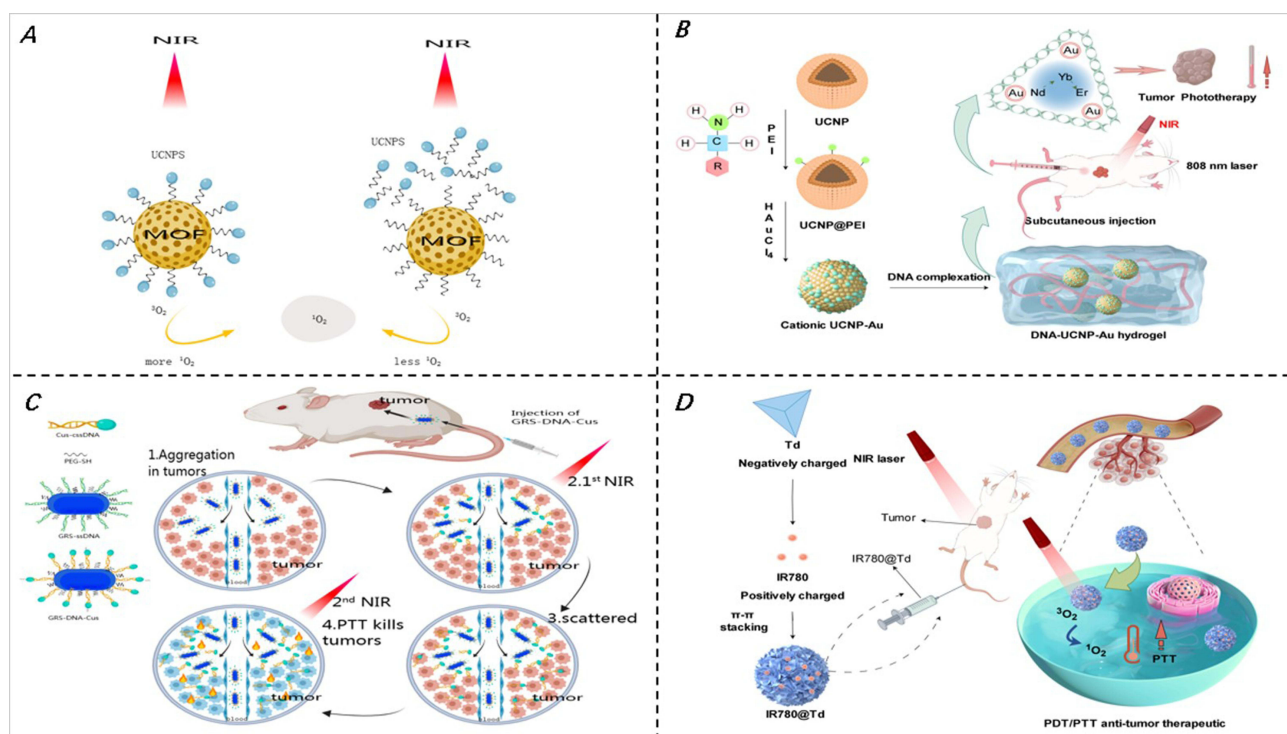 A
NIR
NIR
UCNPS
UCNPS
MOF
MOF
³O₂
³O₂
¹O₂
more ¹O₂
less ¹O₂
B
H
H
N
H
C
H
R
UCNP
PEI
UCNP@PEI
HAuCl₄
Cationic UCNP-Au
DNA complexation
Au
Yb
Au
Nd
Er
Au
Tumor Phototherapy
NIR
808 nm laser
Subcutaneous injection
DNA-UCNP-Au hydrogel
C
Cus-cssDNA
PEG-SH
GRS-ssDNA
GRS-DNA-Cus
tumor
Injection of
GRS-DNA-Cus
1.Aggregation
in tumors
2.1st NIR
tumor
blood
tumor
blood
2nd NIR
4.PTT kills
tumors
3.scattered
tumor
blood
tumor
blood
D
Td
Negatively charged
NIR laser
Tumor
IR780@Td
IR780
Positively charged
π-π
stacking
IR780@Td
³O₂
¹O₂
PTT
PDT/PTT anti-tumor therapeutic